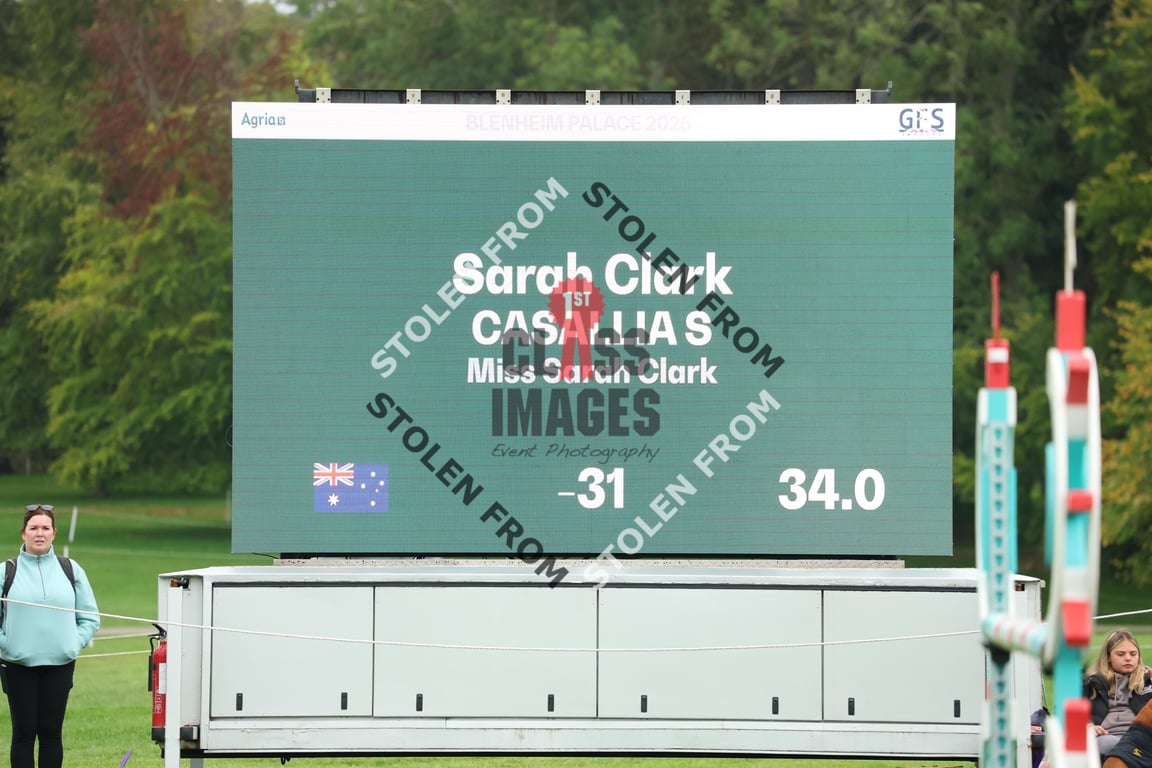 Agria
BLENHEIM PALACE 2025
GFS
Sarah Clark
CASALLIA S
Miss Sarah Clark
-31
34.0
STOLEN FROM
STOLEN FROM
STOLEN FROM
STOLEN FROM
1ST
CLASS
IMAGES
Event Photography